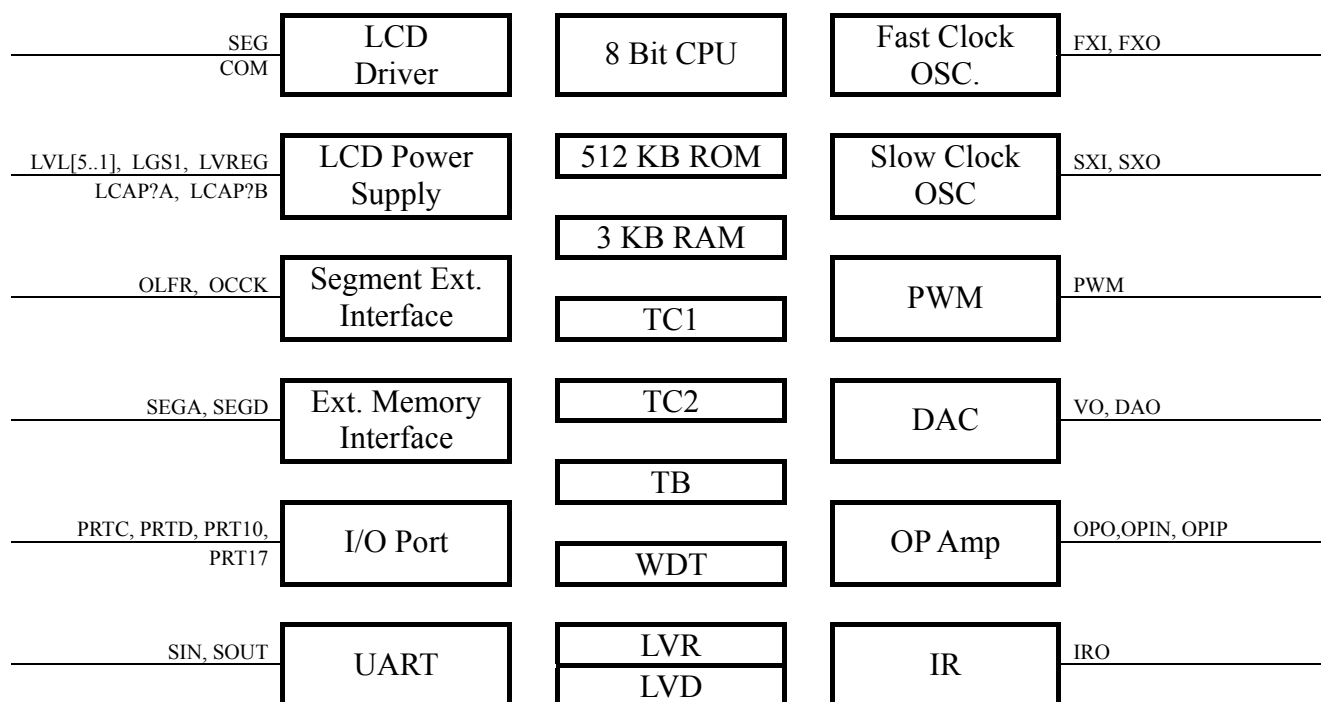 SEG
COM
LCD
Driver
8 Bit CPU
Fast Clock
OSC.
FXI, FXO
LVL[5..1], LGS1, LVREG
LCAP?A, LCAP?B
LCD Power
Supply
512 KB ROM
Slow Clock
OSC
SXI, SXO
3 KB RAM
OLFR, OCCK
Segment Ext.
Interface
TC1
PWM
PWM
SEGA, SEGD
Ext. Memory
Interface
TC2
DAC
VO, DAO
TB
PRTC, PRTD, PRT10,
PRT17
I/O Port
WDT
OP Amp
OPO,OPIN, OPIP
SIN, SOUT
UART
LVR
LVD
IR
IRO